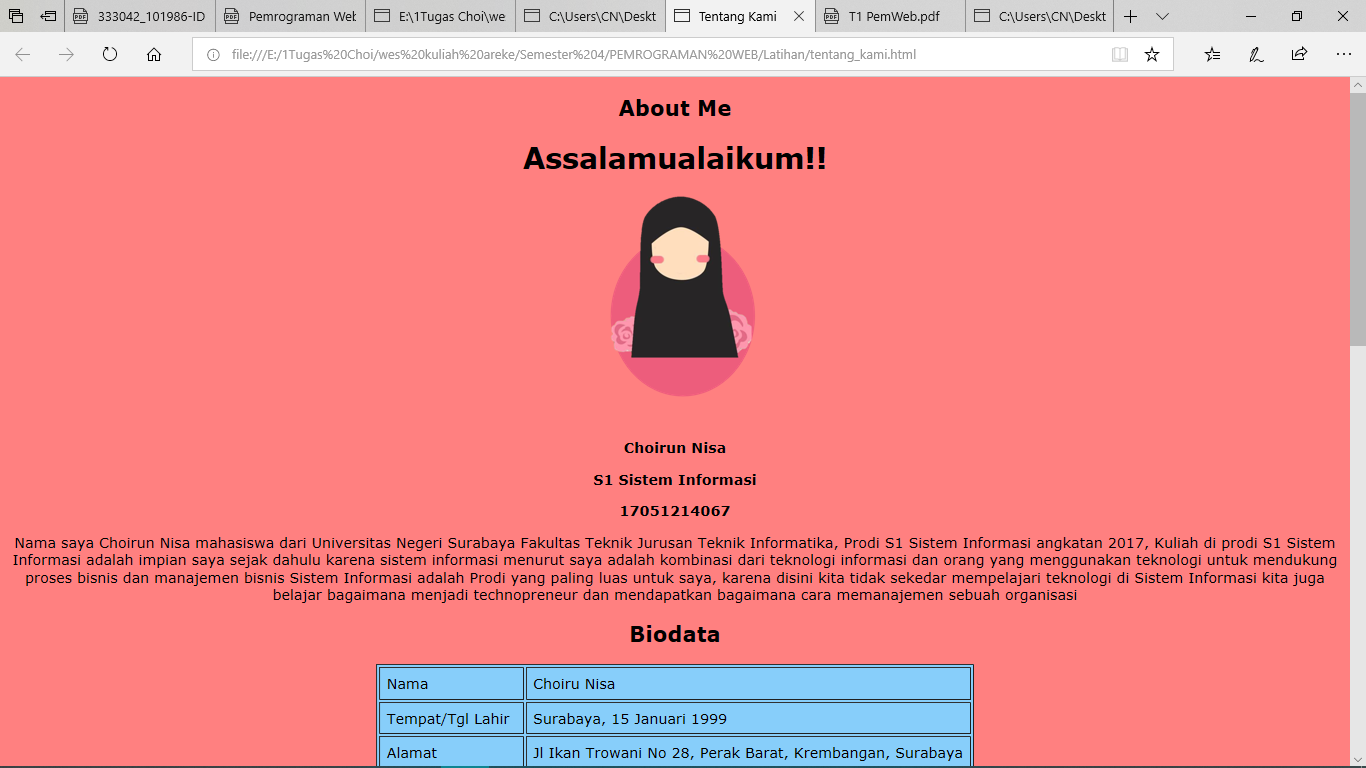 333042_101986-ID
Pemrograman Web
E:\1Tugas Choi\we
C:\Users\CN\Deskt
Tentang Kami
T1 PemWeb.pdf
C:\Users\CN\Deskt
file:///E:/1Tugas%20Choi/wes%20kuliah%20areke/Semester%204/PEMROGRAMAN%20WEB/Latihan/tentang_kami.html
About Me
Assalamualaikum!!
Choirun Nisa
S1 Sistem Informasi
17051214067
Nama saya Choirun Nisa mahasiswa dari Universitas Negeri Surabaya Fakultas Teknik Jurusan Teknik Informatika, Prodi S1 Sistem Informasi angkatan 2017, Kuliah di prodi S1 Sistem
Informasi adalah impian saya sejak dahulu karena sistem informasi menurut saya adalah kombinasi dari teknologi informasi dan orang yang menggunakan teknologi untuk mendukung
proses bisnis dan manajemen bisnis Sistem Informasi adalah Prodi yang paling luas untuk saya, karena disini kita tidak sekedar mempelajari teknologi di Sistem Informasi kita juga
belajar bagaimana menjadi technopreneur dan mendapatkan bagaimana cara memanajemen sebuah organisasi
Biodata
Nama Choiru Nisa
Tempat/Tgl Lahir Surabaya, 15 Januari 1999
Alamat Jl Ikan Trowani No 28, Perak Barat, Krembangan, Surabaya